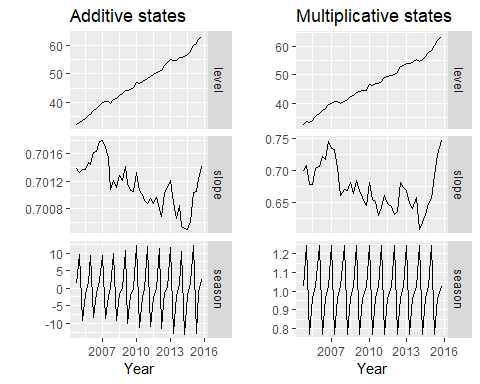 Additive states
60
50
40
level
0.7016
0.7012
0.7008
slope
10
5
0
-5
-10
season
2007 2010 2013 2016
Year
Multiplicative states
60
50
40
level
0.75
0.70
0.65
slope
1.2
1.1
1.0
0.9
0.8
season
2007 2010 2013 2016
Year